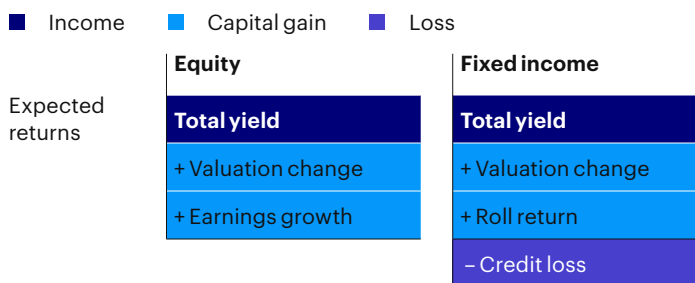 Income Capital gain Loss
Equity Fixed income
Expected
returns
Total yield Total yield
+ Valuation change + Valuation change
+ Earnings growth + Roll return
– Credit loss